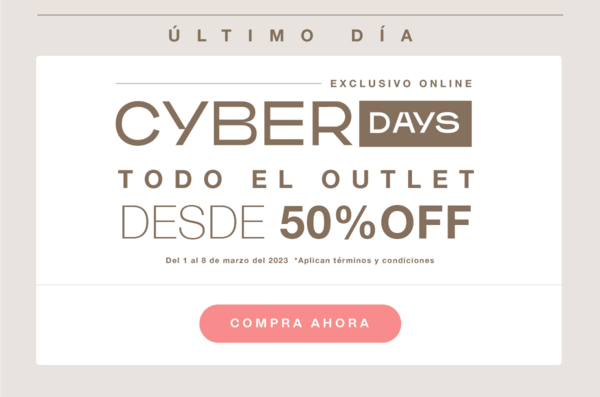 ÚLTIMO DÍA
EXCLUSIVO ONLINE
CYBER DAYS
TODO EL OUTLET
DESDE 50%OFF
Del 1 al 8 de marzo del 2023 *Aplican términos y condiciones
COMPRA AHORA